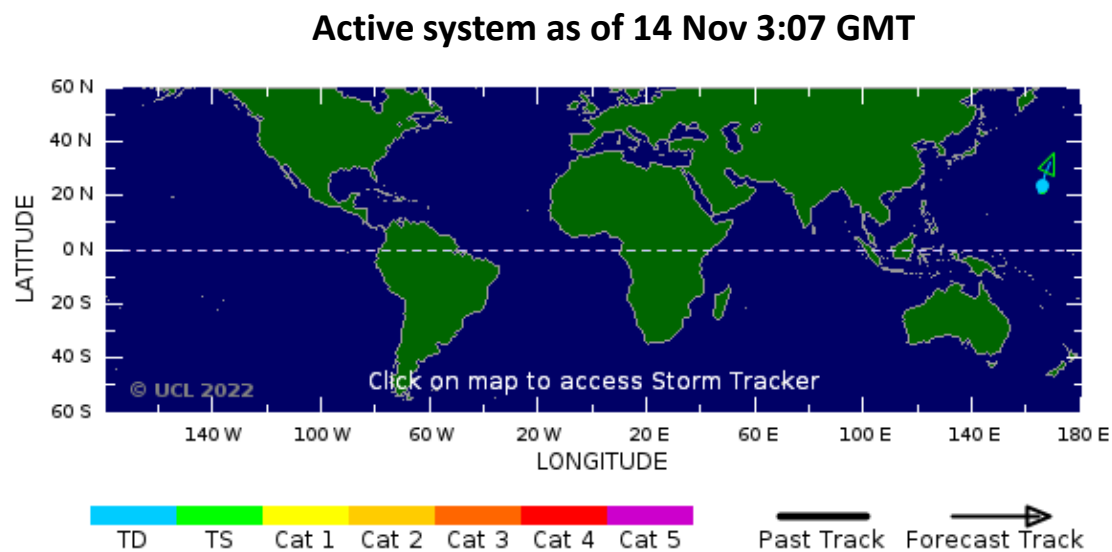 Active system as of 14 Nov 3:07 GMT
60 N
40 N
20 N
0 N
20 S
40 S
60 S
LATITUDE
© UCL 2022
Click on map to access Storm Tracker
140 W 100 W 60 W 20 W 20 E 60 E 100 E 140 E 180 E
LONGITUDE
TD TS Cat 1 Cat 2 Cat 3 Cat 4 Cat 5 Past Track Forecast Track